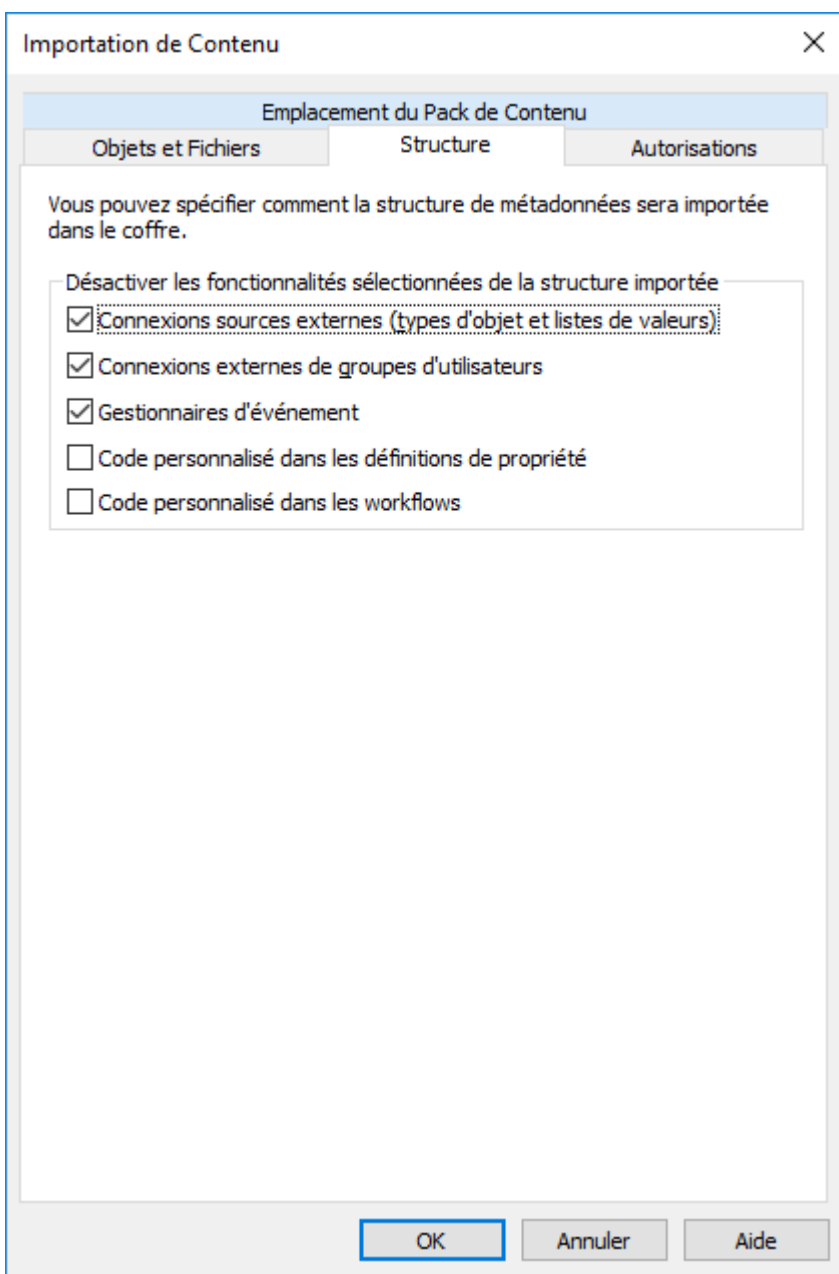 Importation de Contenu
Emplacement du Pack de Contenu
Objets et Fichiers
Structure
Autorisations
Vous pouvez spécifier comment la structure de métadonnées sera importée
dans le coffre.
Désactiver les fonctionnalités sélectionnées de la structure importée
Connexions sources externes (types d'objet et listes de valeurs)
Connexions externes de groupes d'utilisateurs
Gestionnaires d'événement
Code personnalisé dans les définitions de propriété
Code personnalisé dans les workflows
OK
Annuler
Aide